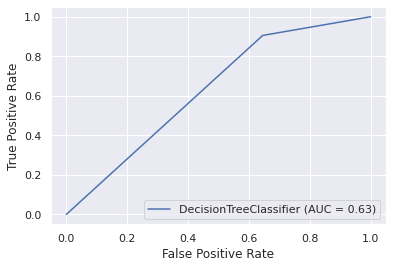 1.0
0.8
0.6
0.4
0.2
0.0
True Positive Rate
DecisionTreeClassifier (AUC = 0.63)
0.0 0.2 0.4 0.6 0.8 1.0
False Positive Rate